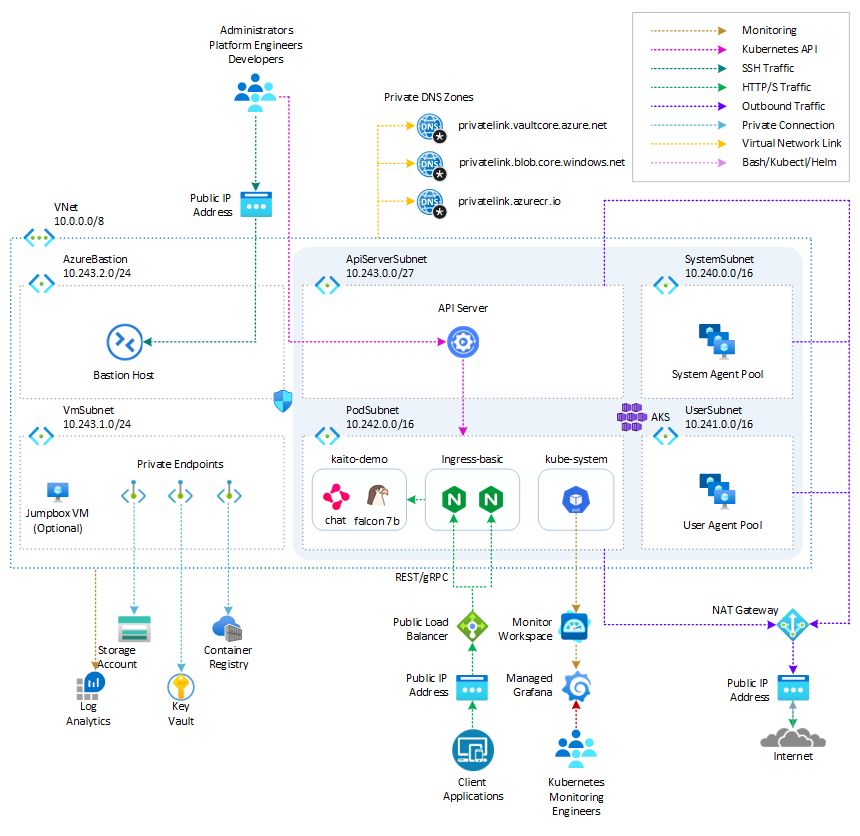 Administrators
Platform Engineers
Developers
Monitoring
Kubernetes API
SSH Traffic
HTTP/S Traffic
Outbound Traffic
Private Connection
Virtual Network Link
Bash/Kubectl/Helm
Private DNS Zones
DNS
privatelink.vaultcore.azure.net
DNS
privatelink.blob.core.windows.net
DNS
privatelink.azurecr.io
Public IP
Address
VNet
10.0.0.0/8
AzureBastion
10.243.2.0/24
ApiServerSubnet
10.243.0.0/27
SystemSubnet
10.240.0.0/16
API Server
Bastion Host
System Agent Pool
VmSubnet
10.243.1.0/24
PodSubnet
10.242.0.0/16
AKS
UserSubnet
10.241.0.0/16
Private Endpoints
Jumpbox VM
(Optional)
kaito-demo
chat
falcon 7b
Ingress-basic
N
N
kube-system
User Agent Pool
REST/gRPC
Storage
Account
Container
Registry
Log
Analytics
Key
Vault
Public Load
Balancer
Public IP
Address
Client
Applications
Monitor
Workspace
Managed
Grafana
Kubernetes
Monitoring
Engineers
NAT Gateway
Public IP
Address
Internet